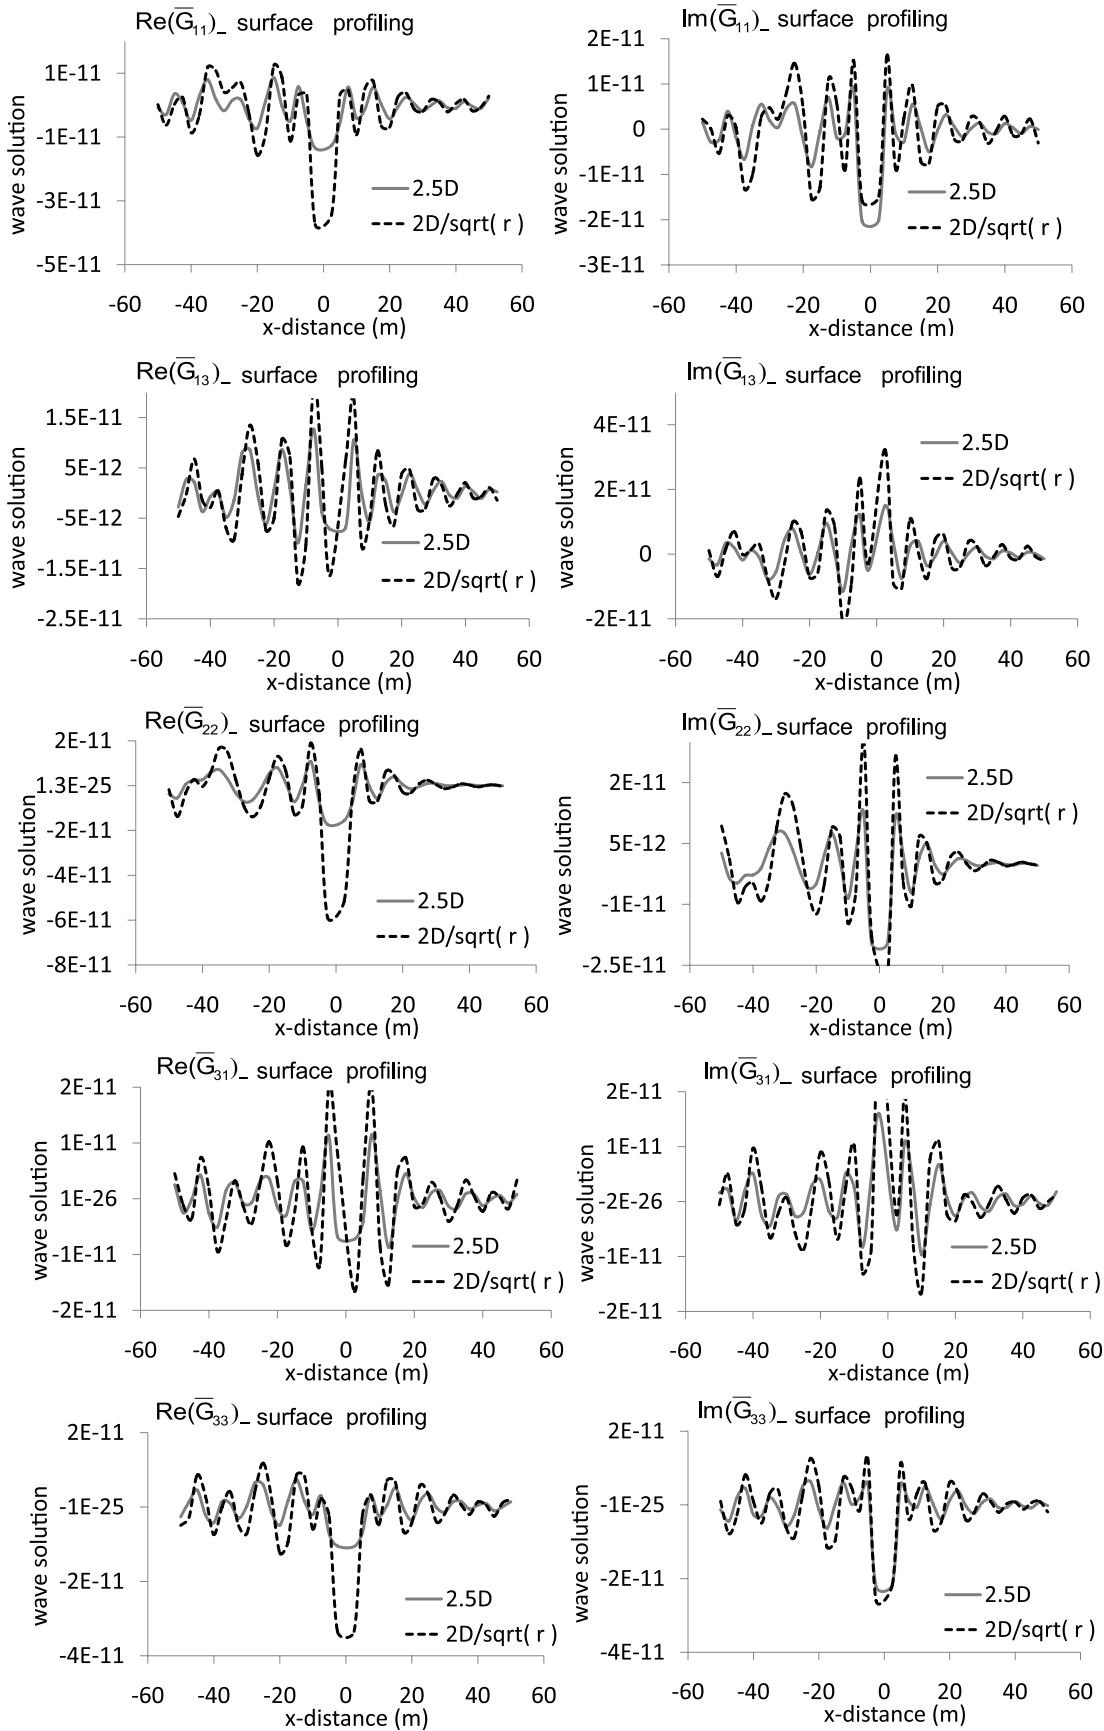 Re(G̅₁₁)_ surface profiling
1E-11
-1E-11
-3E-11
-5E-11
wave solution
2.5D
2D/sqrt( r )
-60 -40 -20 0 20 40 60
x-distance (m)
Im(G̅₁₁)_ surface profiling
2E-11
1E-11
0
-1E-11
-2E-11
-3E-11
wave solution
2.5D
2D/sqrt( r )
-60 -40 -20 0 20 40 60
x-distance (m)
Re(G̅₁₃)_ surface profiling
1.5E-11
5E-12
-5E-12
-1.5E-11
-2.5E-11
wave solution
2.5D
2D/sqrt( r )
-60 -40 -20 0 20 40 60
x-distance (m)
Im(G̅₁₃)_ surface profiling
4E-11
2E-11
0
-2E-11
wave solution
2.5D
2D/sqrt( r )
-60 -40 -20 0 20 40 60
x-distance (m)
Re(G̅₂₂)_ surface profiling
2E-11
1.3E-25
-2E-11
-4E-11
-6E-11
-8E-11
wave solution
2.5D
2D/sqrt( r )
-60 -40 -20 0 20 40 60
x-distance (m)
Im(G̅₂₂)_ surface profiling
2E-11
5E-12
-1E-11
-2.5E-11
wave solution
2.5D
2D/sqrt( r )
-60 -40 -20 0 20 40 60
x-distance (m)
Re(G̅₃₁)_ surface profiling
2E-11
1E-11
1E-26
-1E-11
-2E-11
wave solution
2.5D
2D/sqrt( r )
-60 -40 -20 0 20 40 60
x-distance (m)
Im(G̅₃₁)_ surface profiling
2E-11
1E-11
-2E-26
-1E-11
-2E-11
wave solution
2.5D
2D/sqrt( r )
-60 -40 -20 0 20 40 60
x-distance (m)
Re(G̅₃₃)_ surface profiling
2E-11
-1E-25
-2E-11
-4E-11
wave solution
2.5D
2D/sqrt( r )
-60 -40 -20 0 20 40 60
x-distance (m)
Im(G̅₃₃)_ surface profiling
2E-11
-1E-25
-2E-11
-4E-11
wave solution
2.5D
2D/sqrt( r )
-60 -40 -20 0 20 40 60
x-distance (m)